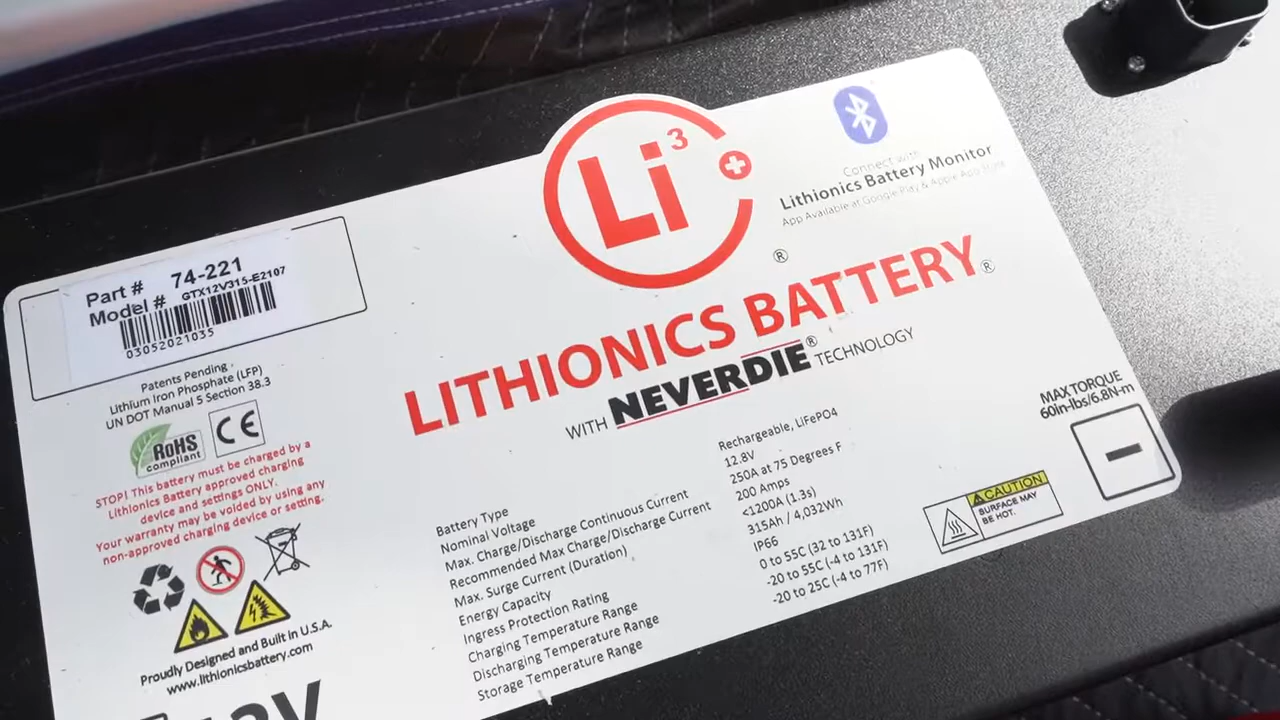 Li³
+
Connect with
Lithionics Battery Monitor
App Available at Google Play & Apple App Store
Part # 74-221
Model # GTX12V315-E2107
03052021035
®
LITHIONICS BATTERY®
WITH NEVERDIE® TECHNOLOGY
Patents Pending
Lithium Iron Phosphate (LFP)
UN DOT Manual 5 Section 38.3
RoHS
compliant
CE
STOP! This battery must be charged by a
Lithionics Battery approved charging
device and settings ONLY.
Your warranty may be voided by using any
non-approved charging device or setting.
Proudly Designed and Built in U.S.A.
www.lithionicsbattery.com
Battery Type Rechargeable, LiFePO4
Nominal Voltage 12.8V
Max. Charge/Discharge Continuous Current 250A at 75 Degrees F
Recommended Max Charge/Discharge Current 200 Amps
Max. Surge Current (Duration) <1200A (1.3s)
Energy Capacity 315Ah / 4,032Wh
Ingress Protection Rating IP66
Charging Temperature Range 0 to 55C (32 to 131F)
Discharging Temperature Range -20 to 55C (-4 to 131F)
Storage Temperature Range -20 to 25C (-4 to 77F)
MAX TORQUE
60in-lbs/6.8N-m
CAUTION
SURFACE MAY
BE HOT.